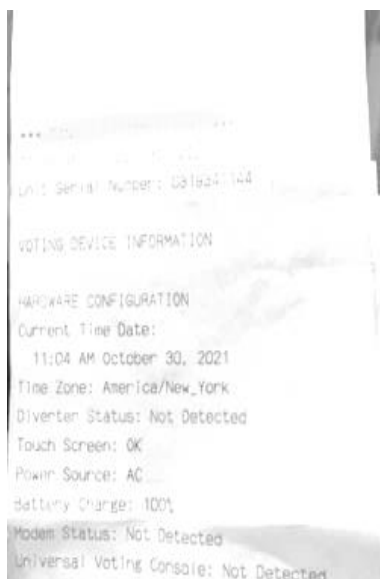 ***
Unit Serial Number: 0319341144
VOTING DEVICE INFORMATION
HARDWARE CONFIGURATION
Current Time Date:
11:04 AM October 30, 2021
Time Zone: America/New_York
Diverter Status: Not Detected
Touch Screen: OK
Power Source: AC
Battery Charge: 100%
Modem Status: Not Detected
Universal Voting Console: Not Detected